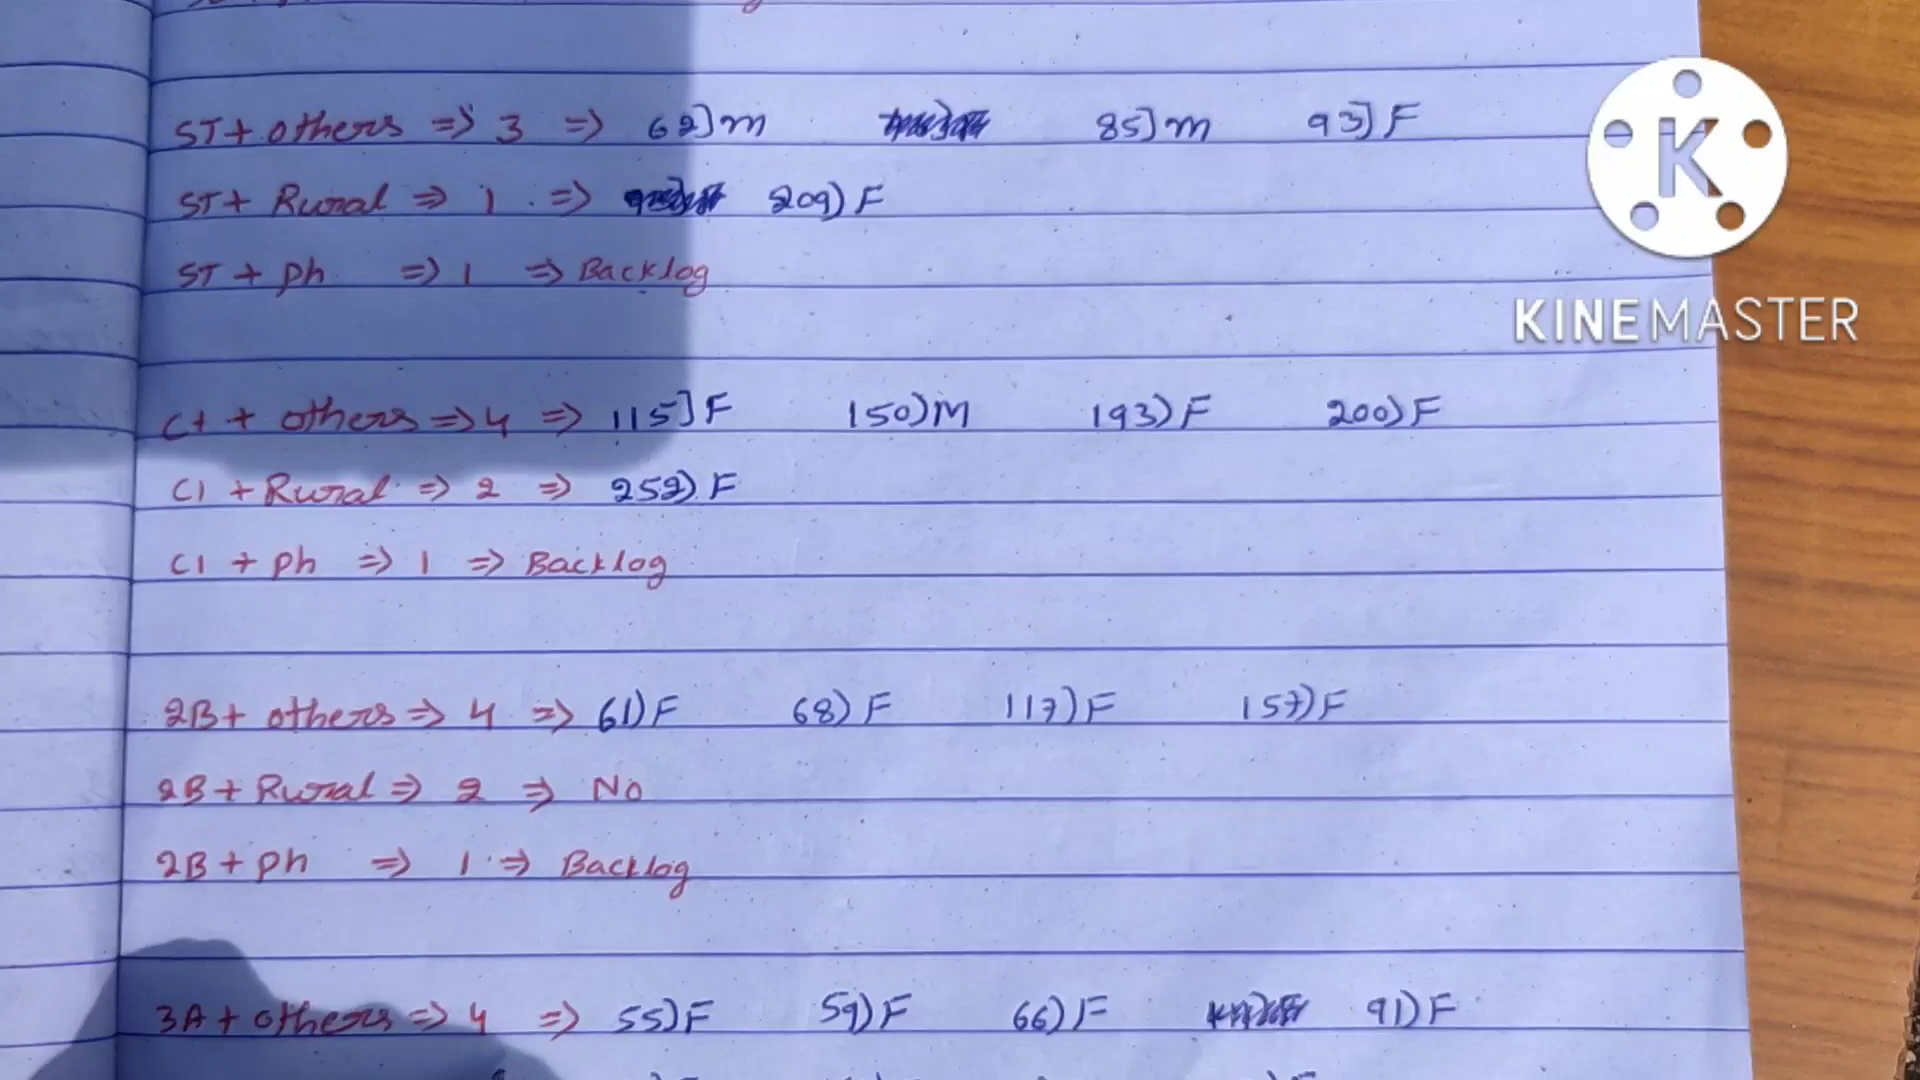 ST + others => 3 => 62]m 85]m 93]F
ST + Rural => 1 => 209) F
ST + Ph => 1 => Backlog
C1 + others => 4 => 115]F 150)M 193) F 200) F
C1 + Rural => 2 => 252) F
C1 + Ph => 1 => Backlog
2B + others => 4 => 61) F 68) F 117) F 157) F
2B + Rural => 2 => No
2B + Ph => 1 => Backlog
3A + others => 4 => 55) F 59) F 66) F 91) F
K
KINEMASTER